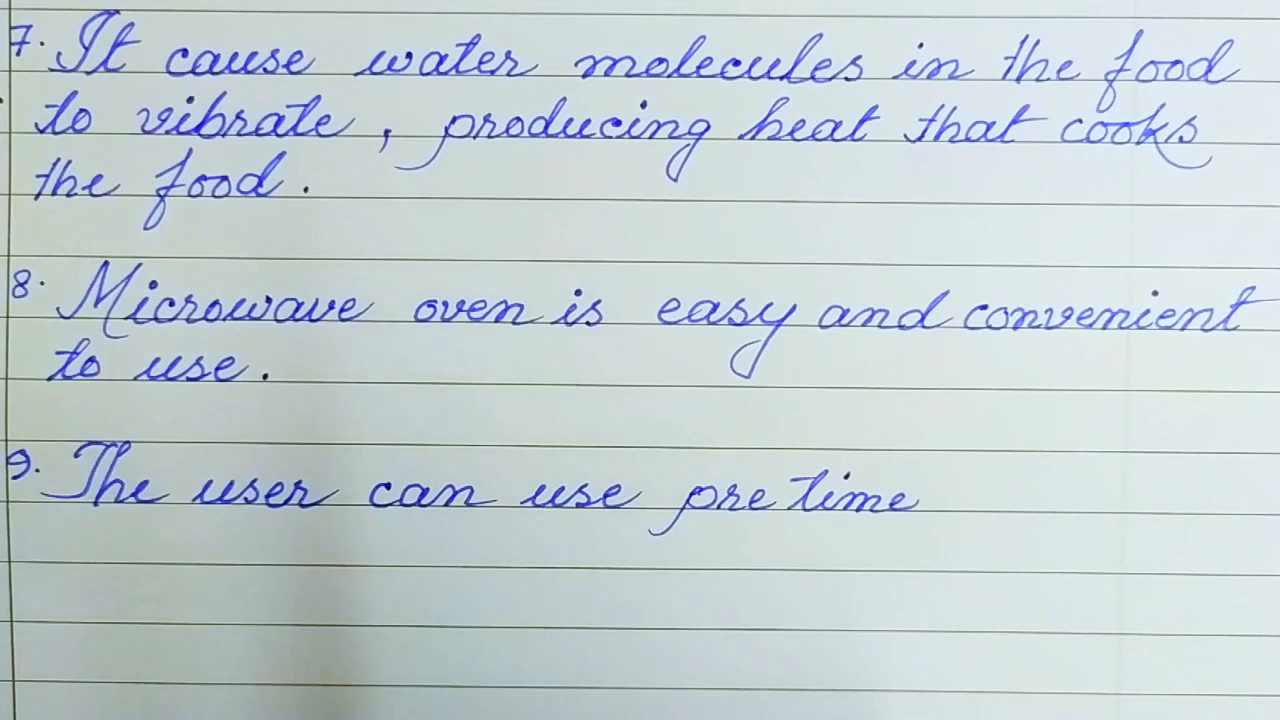 7. It cause water molecules in the food
to vibrate, producing heat that cooks
the food.
8. Microwave oven is easy and convenient
to use.
9. The user can use pre time